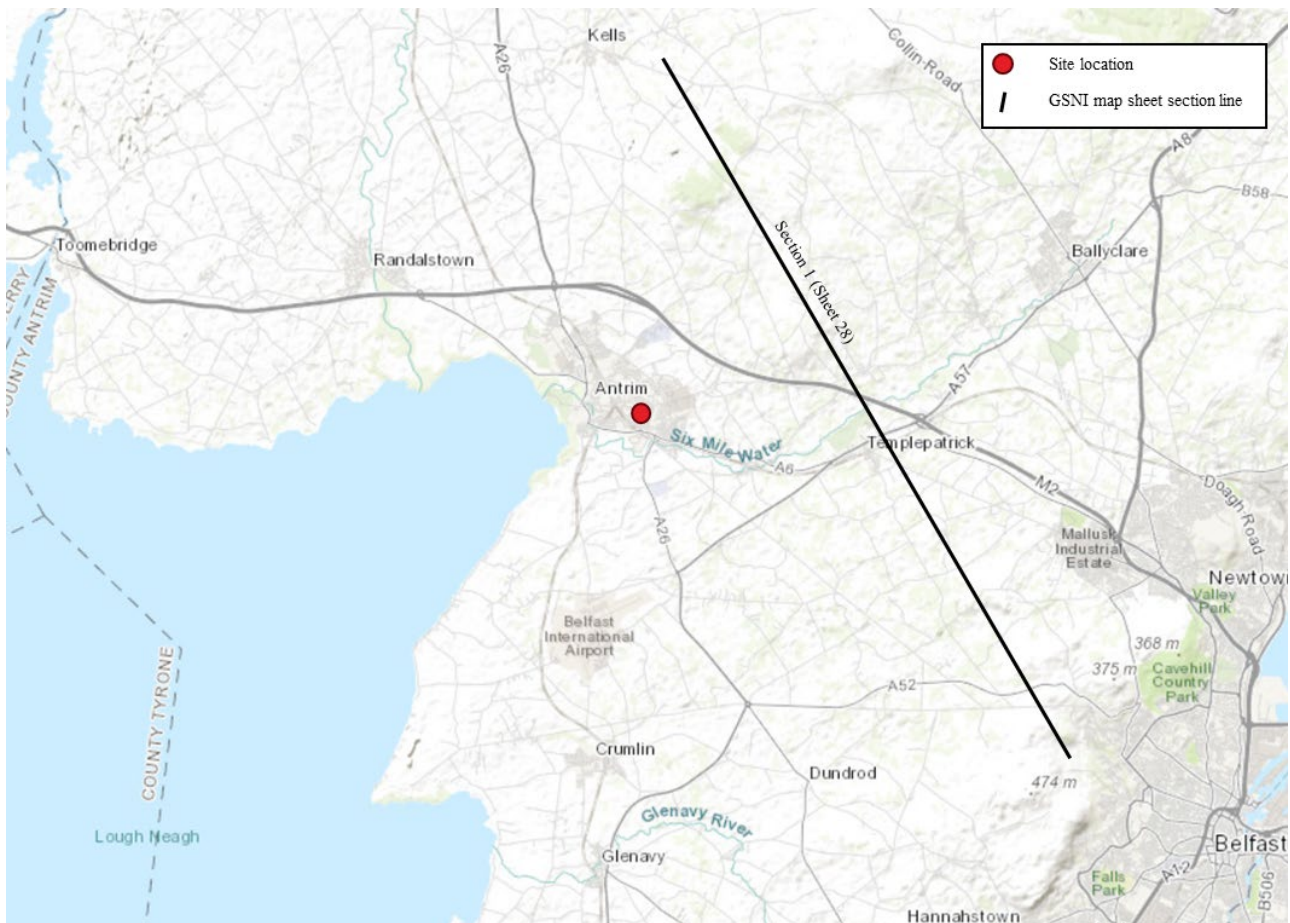 Kells
A26
Collin Road
Site location
GSNI map sheet section line
A8
B58
Toomebridge
Randalstown
Ballyclare
Section 1 (Sheet 28)
ERRY
COUNTY ANTRIM
Antrim
A57
Six Mile Water
A6
Templepatrick
M2
Doagh Road
A26
Mallusk
Industrial
Estate
Newtown
Valley
Park
Belfast
International
Airport
368 m
375 m
Cavehill
Country
Park
COUNTY TYRONE
A52
Crumlin
Dundrod
474 m
Lough Neagh
Glenavy River
Glenavy
Belfast
A12
Falls
Park
B506
Hannahstown